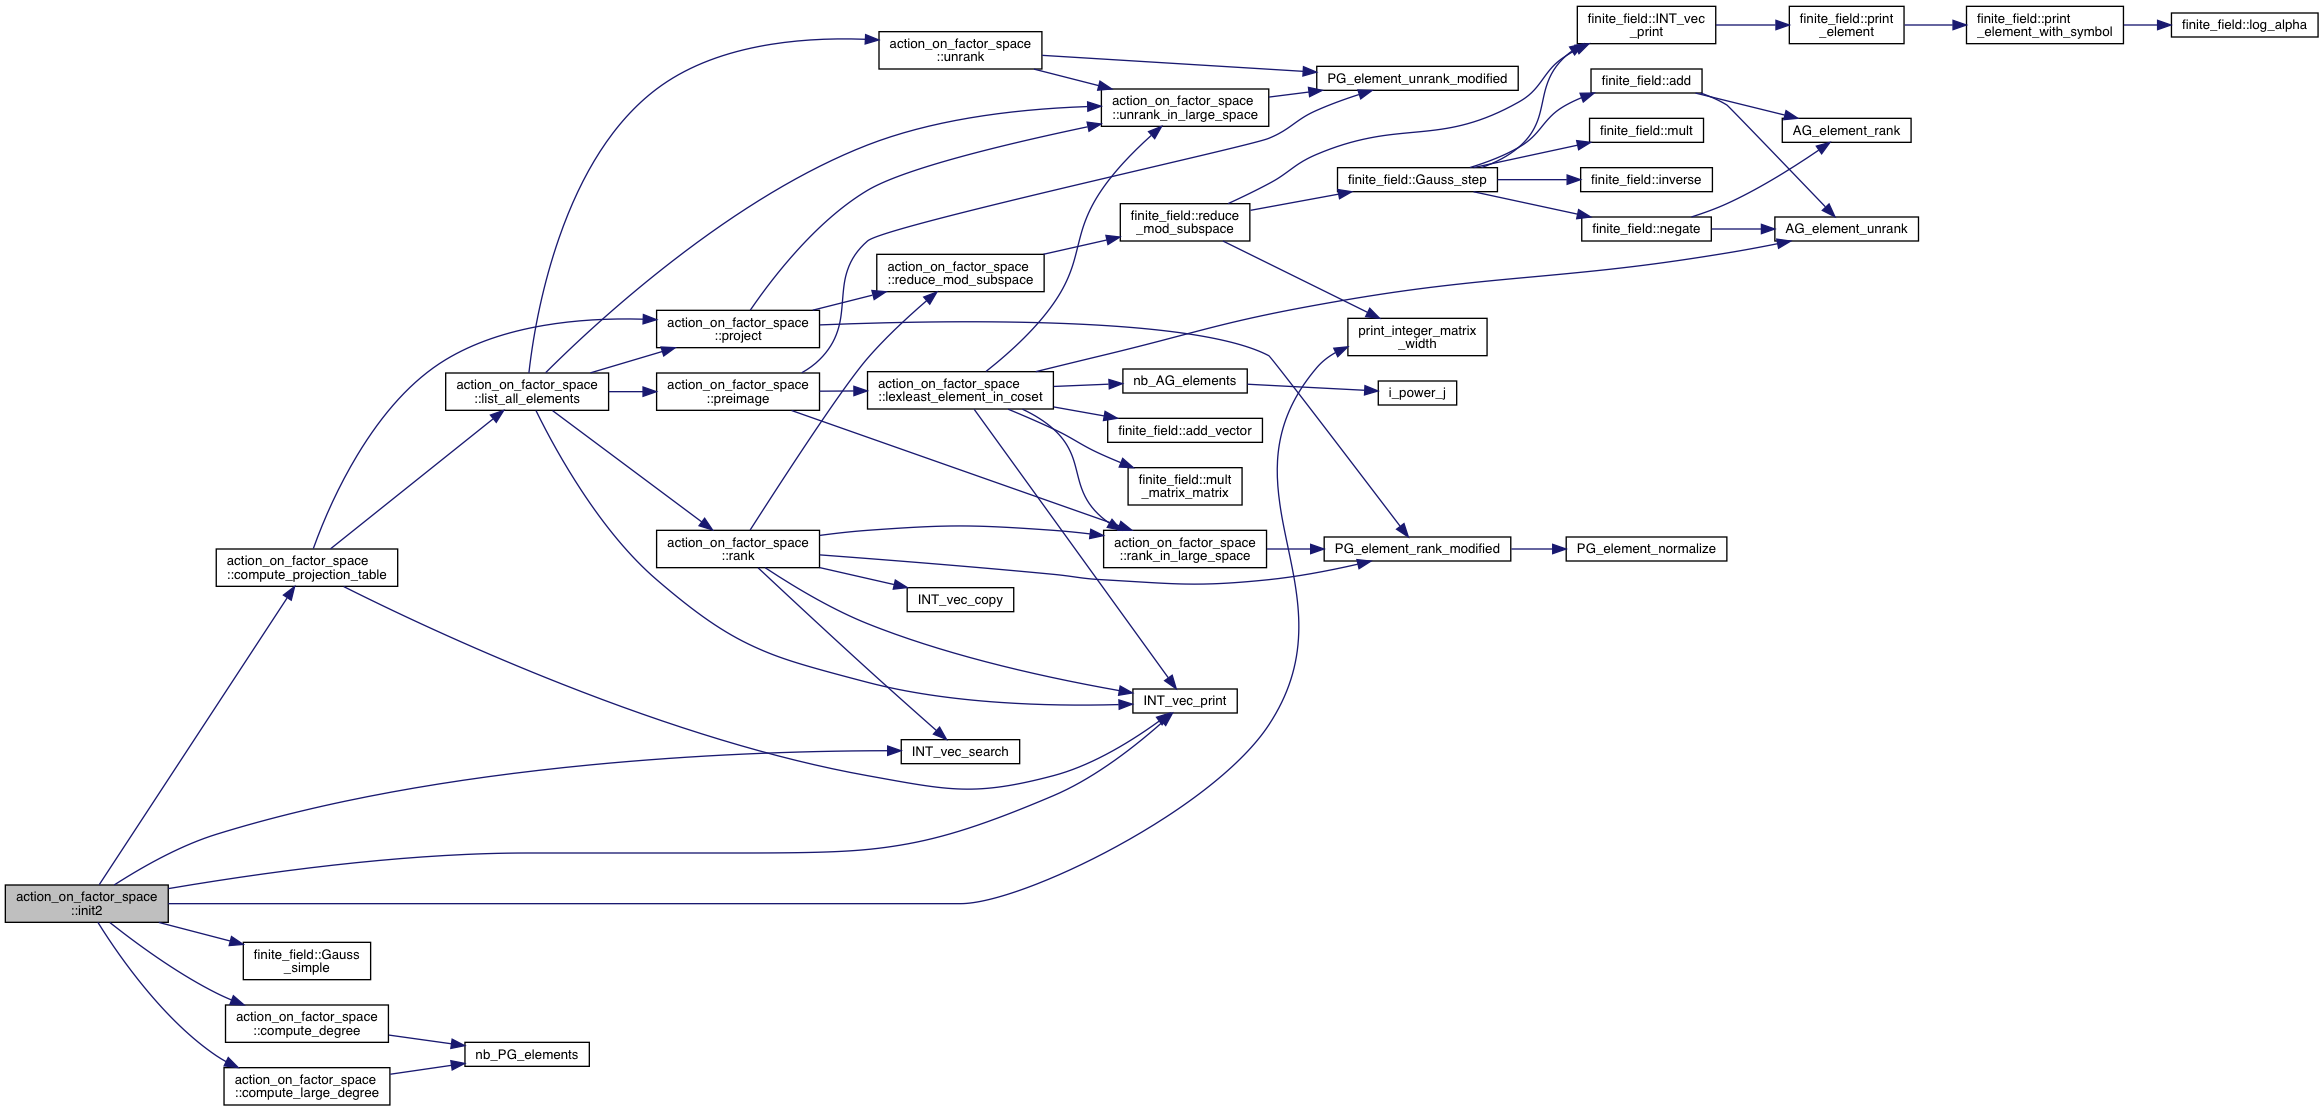 action_on_factor_space
::init2
action_on_factor_space
::compute_projection_table
finite_field::Gauss
_simple
action_on_factor_space
::compute_degree
action_on_factor_space
::compute_large_degree
nb_PG_elements
action_on_factor_space
::list_all_elements
action_on_factor_space
::project
action_on_factor_space
::preimage
action_on_factor_space
::rank
action_on_factor_space
::unrank
action_on_factor_space
::reduce_mod_subspace
action_on_factor_space
::lexleast_element_in_coset
INT_vec_copy
INT_vec_search
action_on_factor_space
::unrank_in_large_space
finite_field::reduce
_mod_subspace
nb_AG_elements
finite_field::add_vector
finite_field::mult
_matrix_matrix
action_on_factor_space
::rank_in_large_space
INT_vec_print
PG_element_unrank_modified
finite_field::Gauss_step
print_integer_matrix
_width
i_power_j
PG_element_rank_modified
PG_element_normalize
finite_field::INT_vec
_print
finite_field::add
finite_field::mult
finite_field::inverse
finite_field::negate
finite_field::print
_element
AG_element_rank
AG_element_unrank
finite_field::print
_element_with_symbol
finite_field::log_alpha